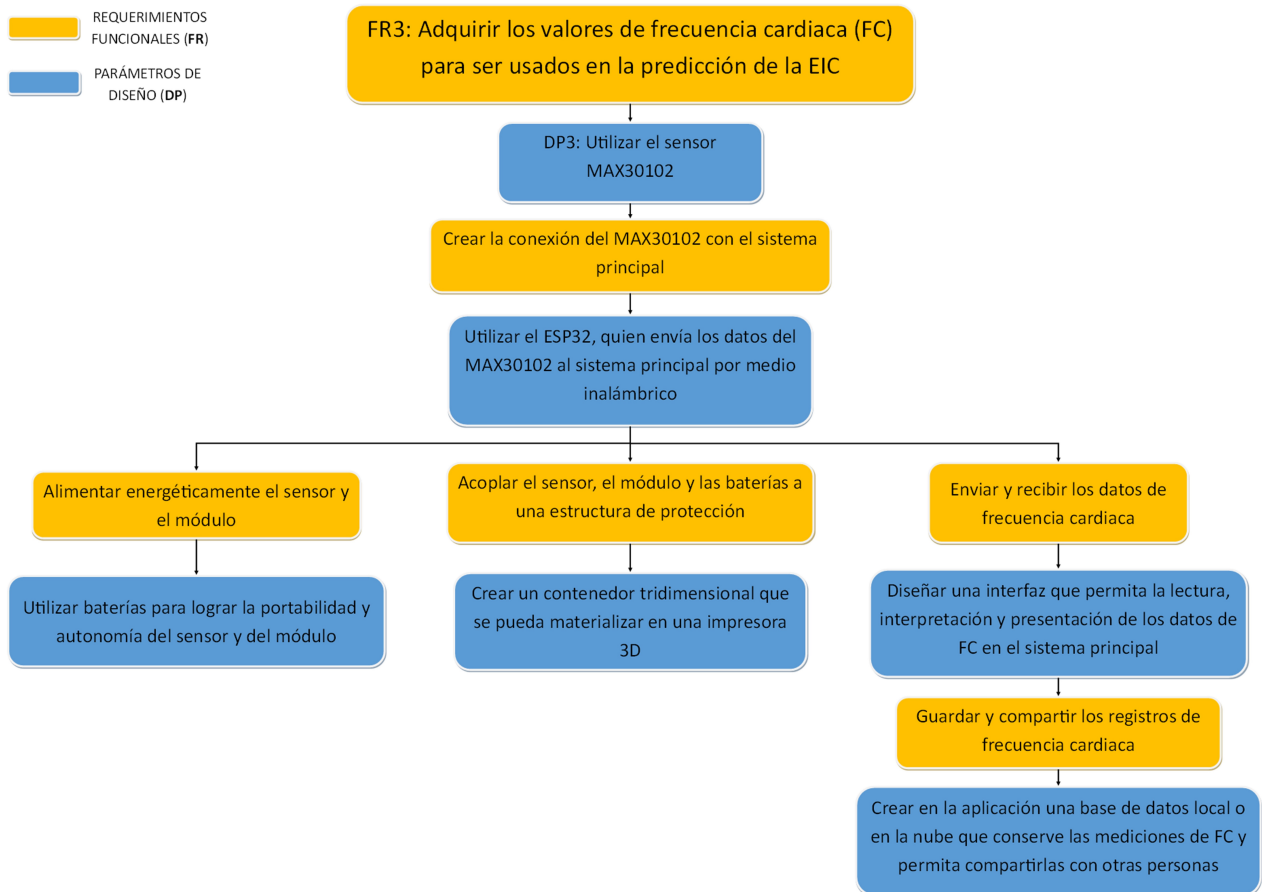 REQUERIMIENTOS
FUNCIONALES (FR)
PARÁMETROS DE
DISEÑO (DP)
FR3: Adquirir los valores de frecuencia cardiaca (FC)
para ser usados en la predicción de la EIC
DP3: Utilizar el sensor
MAX30102
Crear la conexión del MAX30102 con el sistema
principal
Utilizar el ESP32, quien envía los datos del
MAX30102 al sistema principal por medio
inalámbrico
Alimentar energéticamente el sensor y
el módulo
Utilizar baterías para lograr la portabilidad y
autonomía del sensor y del módulo
Acoplar el sensor, el módulo y las baterías a
una estructura de protección
Crear un contenedor tridimensional que
se pueda materializar en una impresora
3D
Enviar y recibir los datos de
frecuencia cardiaca
Diseñar una interfaz que permita la lectura,
interpretación y presentación de los datos de
FC en el sistema principal
Guardar y compartir los registros de
frecuencia cardiaca
Crear en la aplicación una base de datos local o
en la nube que conserve las mediciones de FC y
permita compartirlas con otras personas